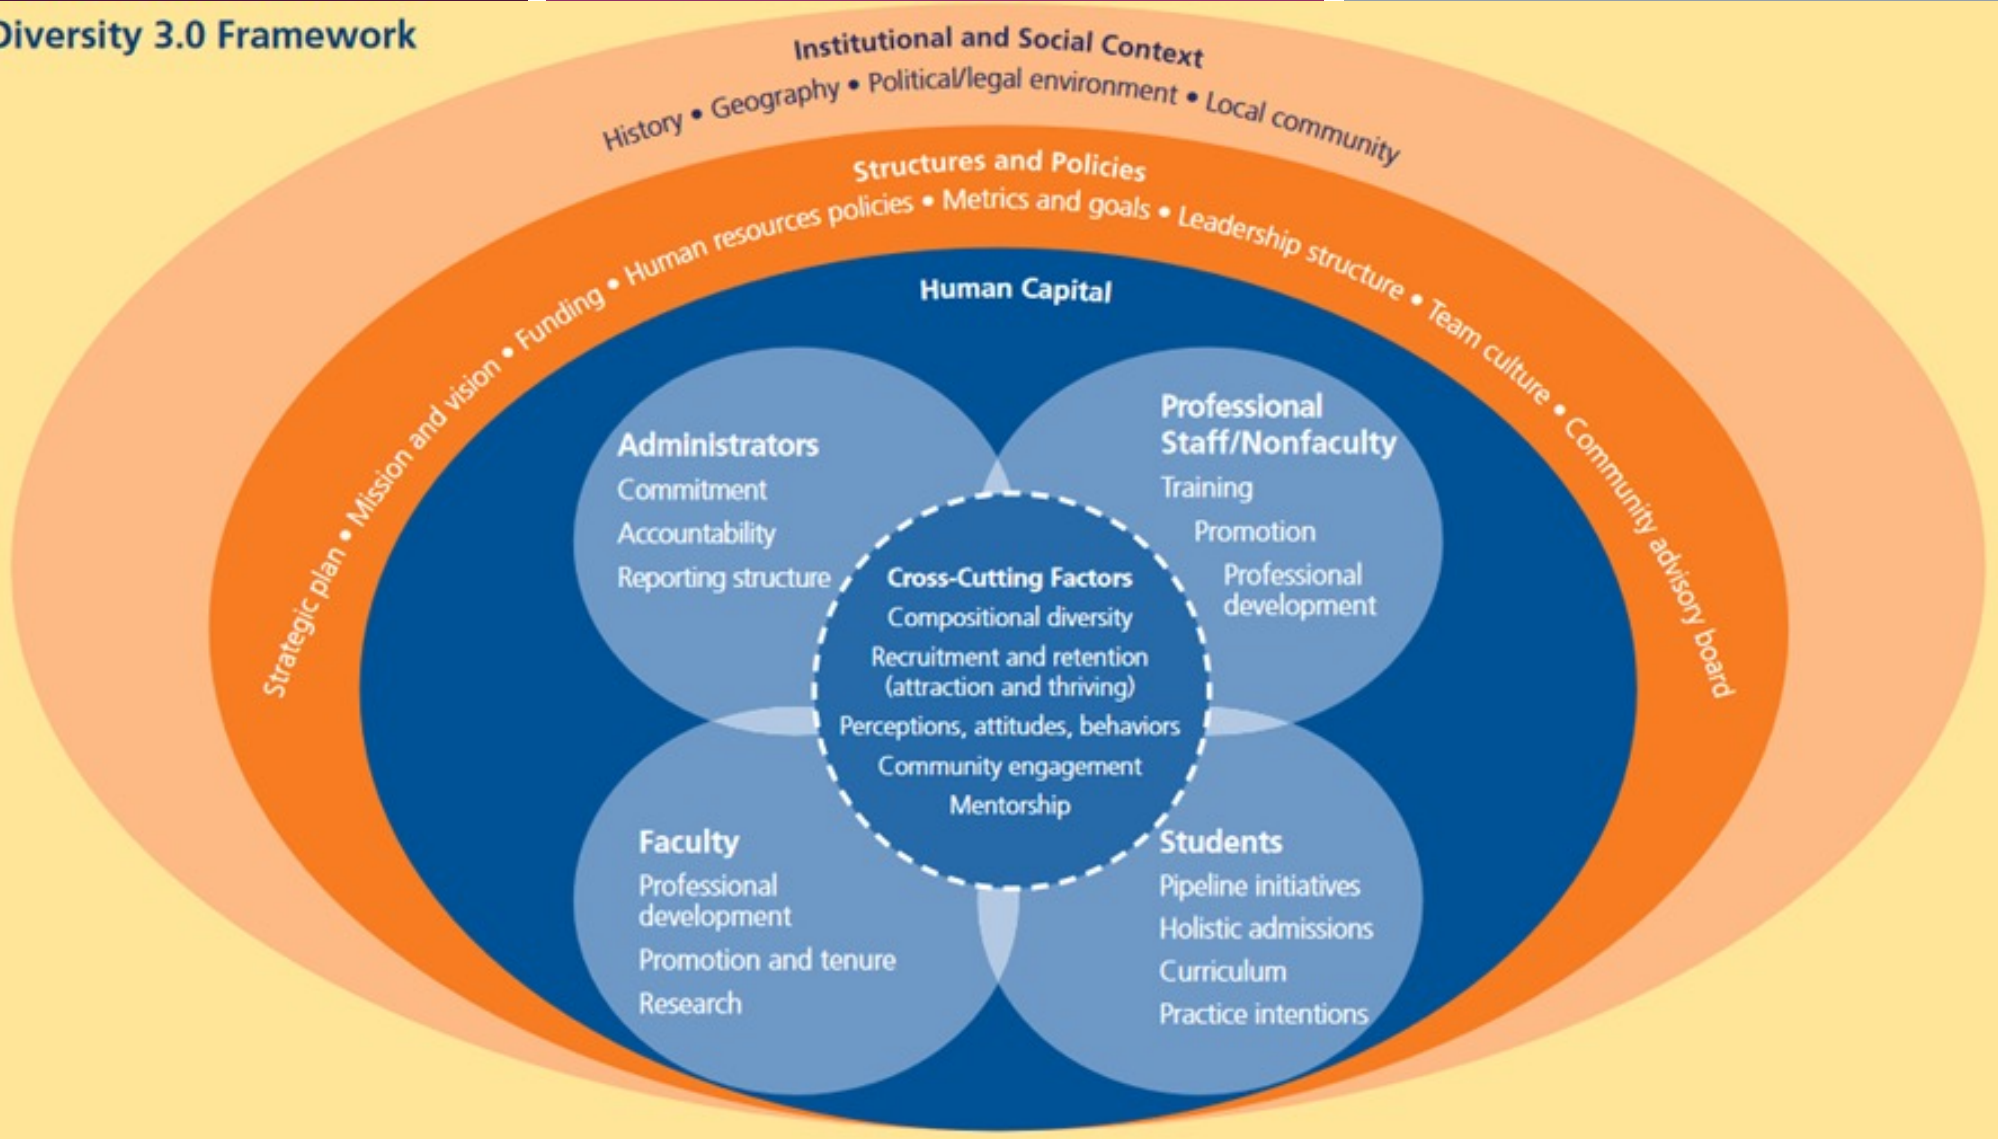 Diversity 3.0 Framework
Institutional and Social Context
History • Geography • Political/legal environment • Local community
Structures and Policies
Strategic plan • Mission and vision • Funding • Human resources policies • Metrics and goals • Leadership structure • Team culture • Community advisory board
Human Capital
Administrators
Commitment
Accountability
Reporting structure
Professional
Staff/Nonfaculty
Training
Promotion
Professional
development
Cross-Cutting Factors
Compositional diversity
Recruitment and retention
(attraction and thriving)
Perceptions, attitudes, behaviors
Community engagement
Mentorship
Faculty
Professional
development
Promotion and tenure
Research
Students
Pipeline initiatives
Holistic admissions
Curriculum
Practice intentions